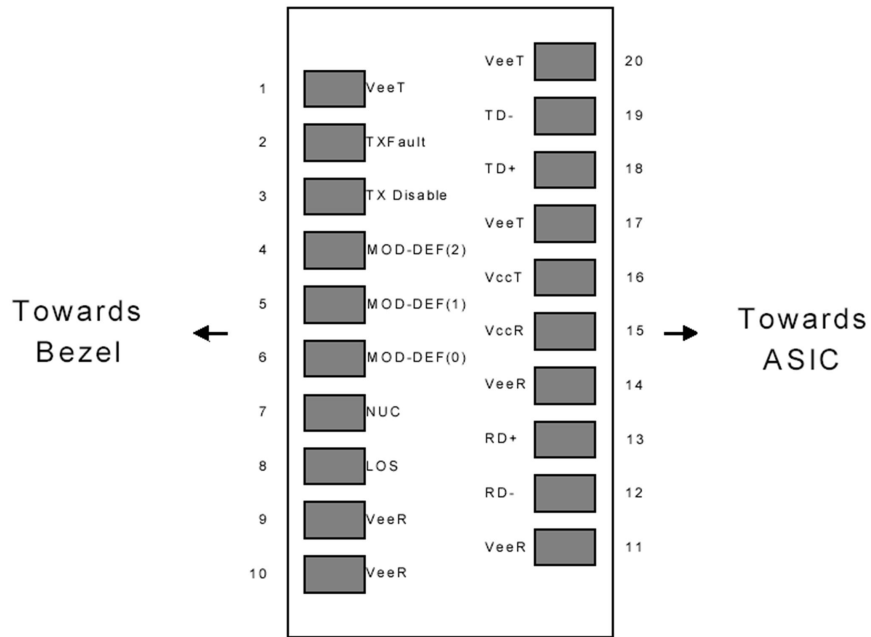 VeeT 20
1 VeeT
TD- 19
2 TXFault
TD+ 18
3 TX Disable
VeeT 17
4 MOD-DEF(2)
VccT 16
5 MOD-DEF(1)
Towards
Bezel
VccR 15
Towards
ASIC
6 MOD-DEF(0)
VeeR 14
7 NUC
RD+ 13
8 LOS
RD- 12
9 VeeR
VeeR 11
10 VeeR